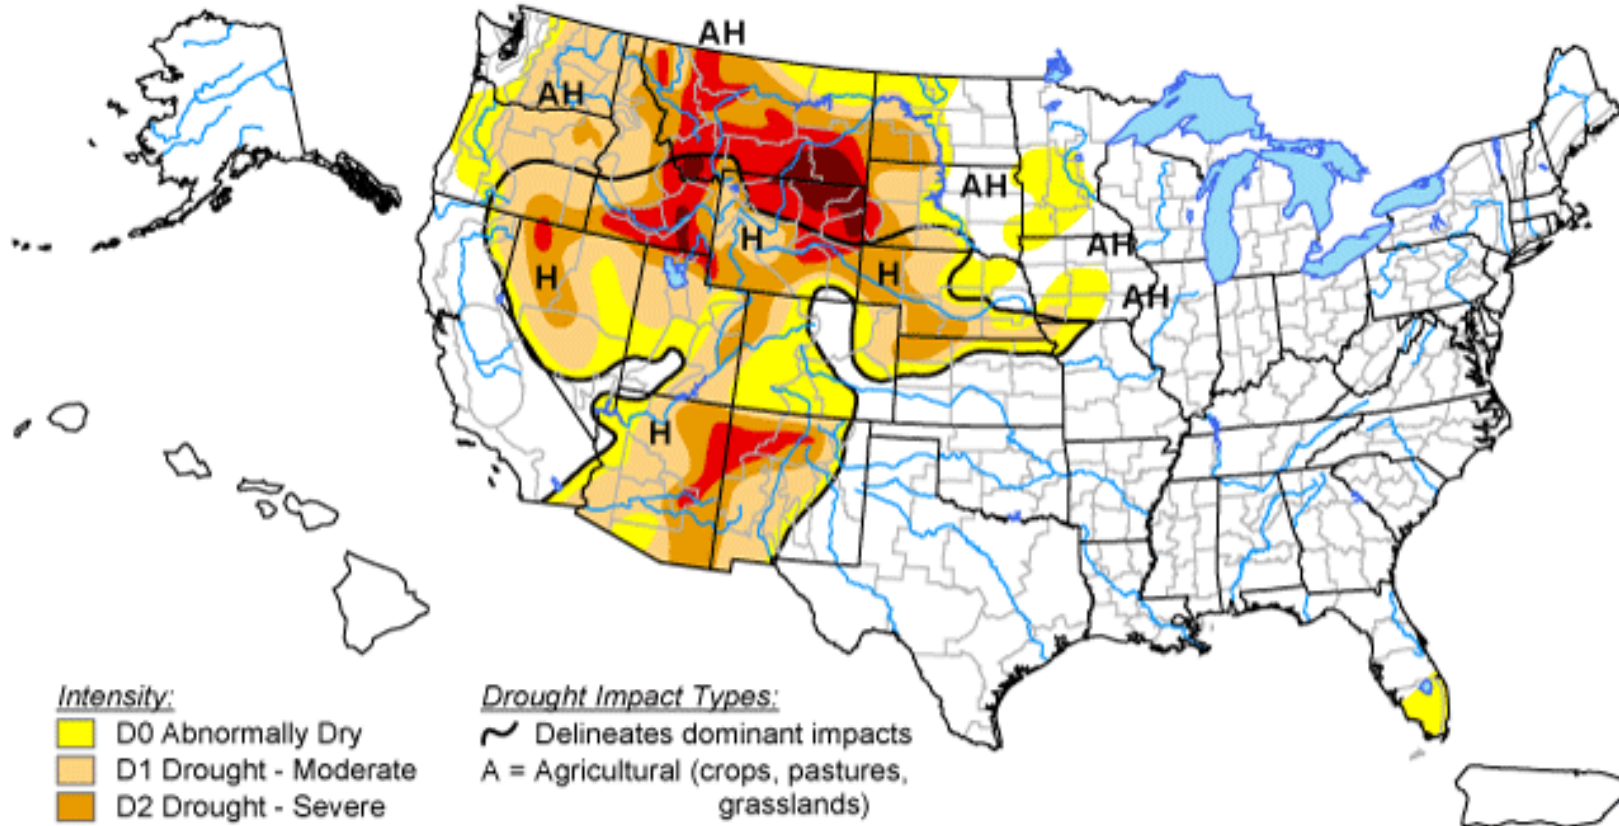 AH
AH
AH
H
AH
H
H
AH
H
Intensity:
D0 Abnormally Dry
D1 Drought - Moderate
D2 Drought - Severe
Drought Impact Types:
Delineates dominant impacts
A = Agricultural (crops, pastures,
grasslands)